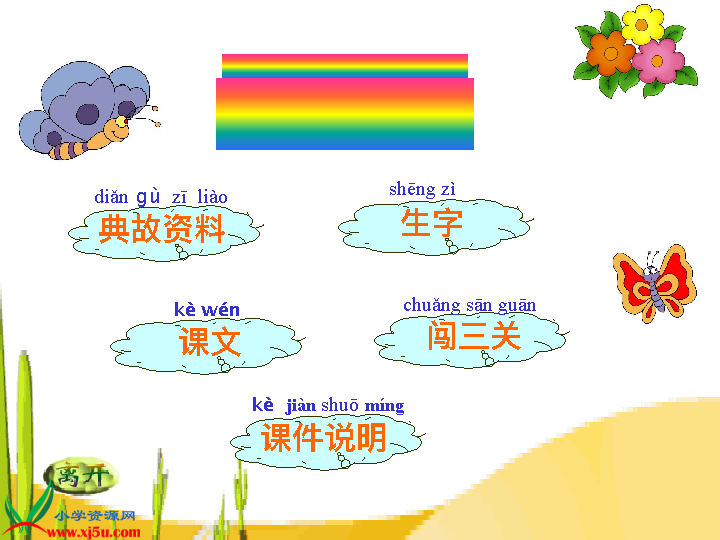 diǎn gù zī liào
典故资料
shēng zì
生字
kè wén
课文
chuǎng sān guān
闯三关
kè jiàn shuō míng
课件说明
离开
小学资源网
www.xj5u.com